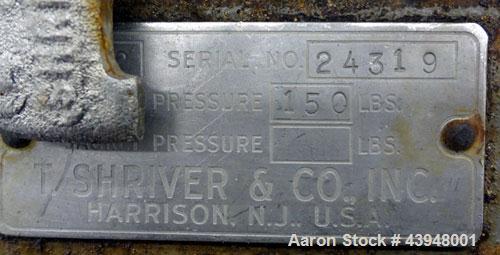 SERIAL NO. 24319
PRESSURE 150 LBS.
PRESSURE LBS.
T. SHRIVER & CO., INC.
HARRISON, N.J., U.S.A.
Aaron Stock # 43948001